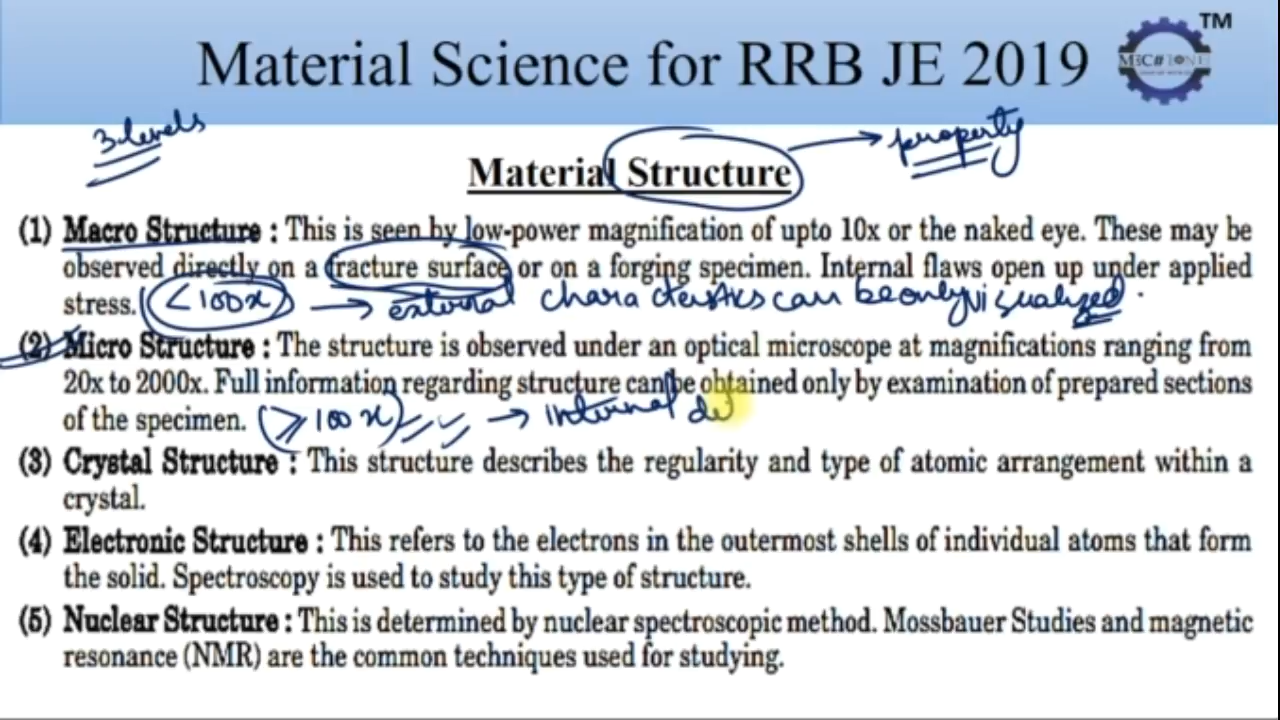 Material Science for RRB JE 2019
TM
3 levels
property
Material Structure
(1) Macro Structure : This is seen by low-power magnification of upto 10x or the naked eye. These may be
observed directly on a fracture surface or on a forging specimen. Internal flaws open up under applied
stress. (<100x) → external characteristics can be only visualized.
(2) Micro Structure : The structure is observed under an optical microscope at magnifications ranging from
20x to 2000x. Full information regarding structure can be obtained only by examination of prepared sections
of the specimen. (≥100x) → internal de
(3) Crystal Structure : This structure describes the regularity and type of atomic arrangement within a
crystal.
(4) Electronic Structure : This refers to the electrons in the outermost shells of individual atoms that form
the solid. Spectroscopy is used to study this type of structure.
(5) Nuclear Structure : This is determined by nuclear spectroscopic method. Mossbauer Studies and magnetic
resonance (NMR) are the common techniques used for studying.